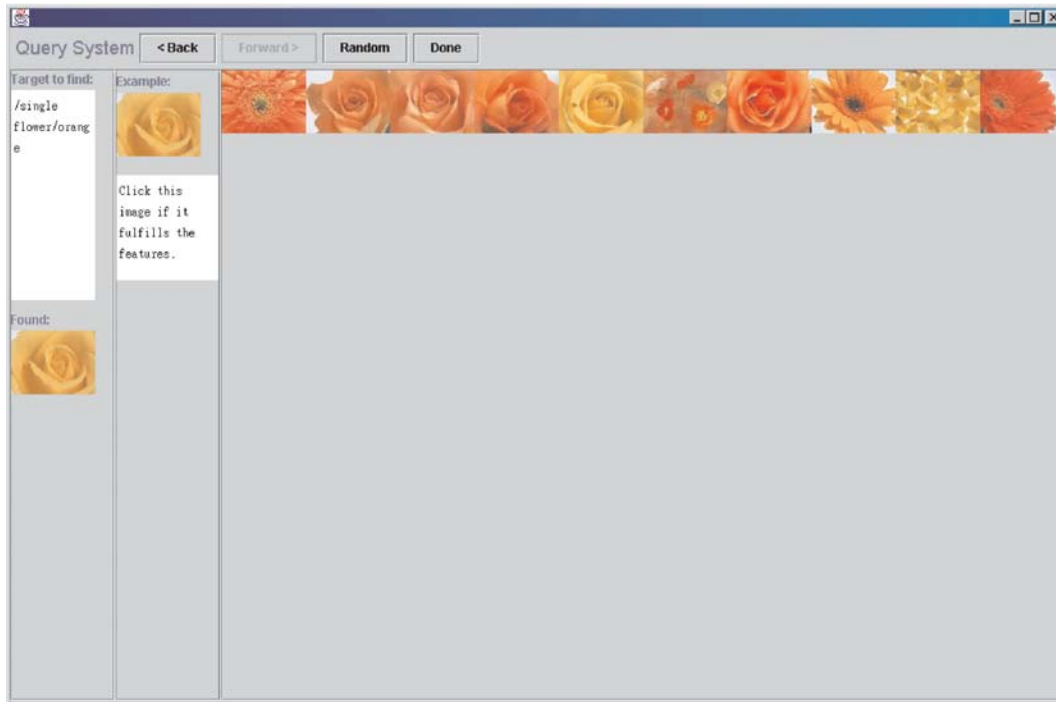 Query System < Back Forward > Random Done
Target to find:
/single
flower/orang
e
Found:
Example:
Click this
image if it
fulfills the
features.